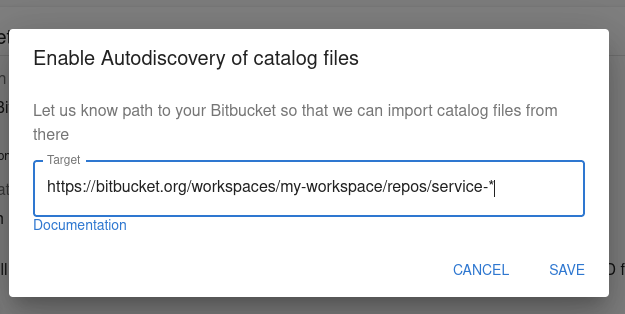 Enable Autodiscovery of catalog files
Let us know path to your Bitbucket so that we can import catalog files from
there
Target
https://bitbucket.org/workspaces/my-workspace/repos/service-*
Documentation
CANCEL
SAVE